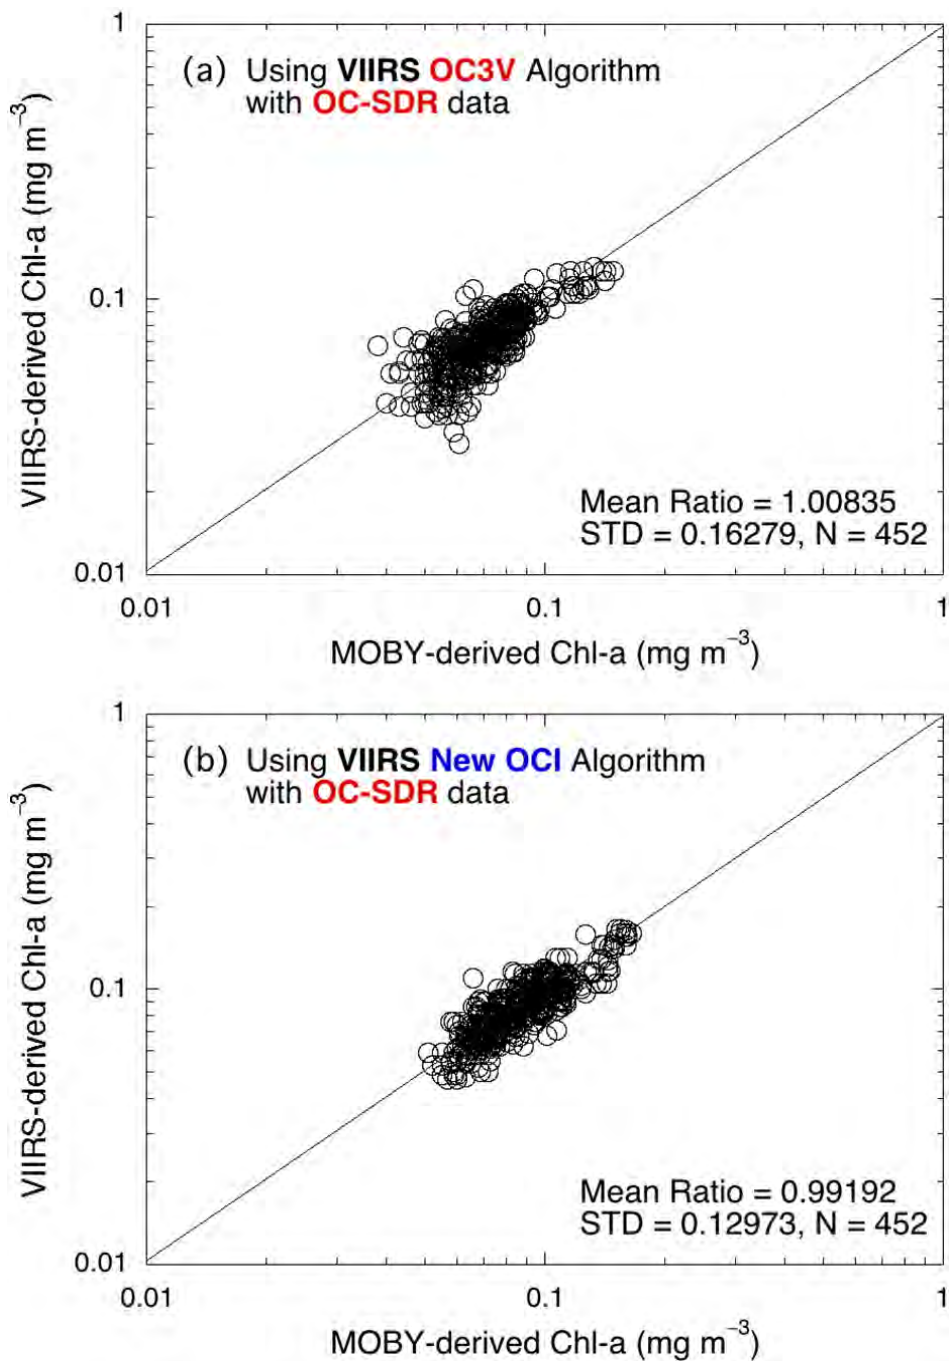 1
(a) Using VIIRS OC3V Algorithm
with OC-SDR data
VIIRS-derived Chl-a (mg m⁻³)
0.1
Mean Ratio = 1.00835
STD = 0.16279, N = 452
0.01
0.01 0.1 1
MOBY-derived Chl-a (mg m⁻³)
1
(b) Using VIIRS New OCI Algorithm
with OC-SDR data
VIIRS-derived Chl-a (mg m⁻³)
0.1
Mean Ratio = 0.99192
STD = 0.12973, N = 452
0.01
0.01 0.1 1
MOBY-derived Chl-a (mg m⁻³)